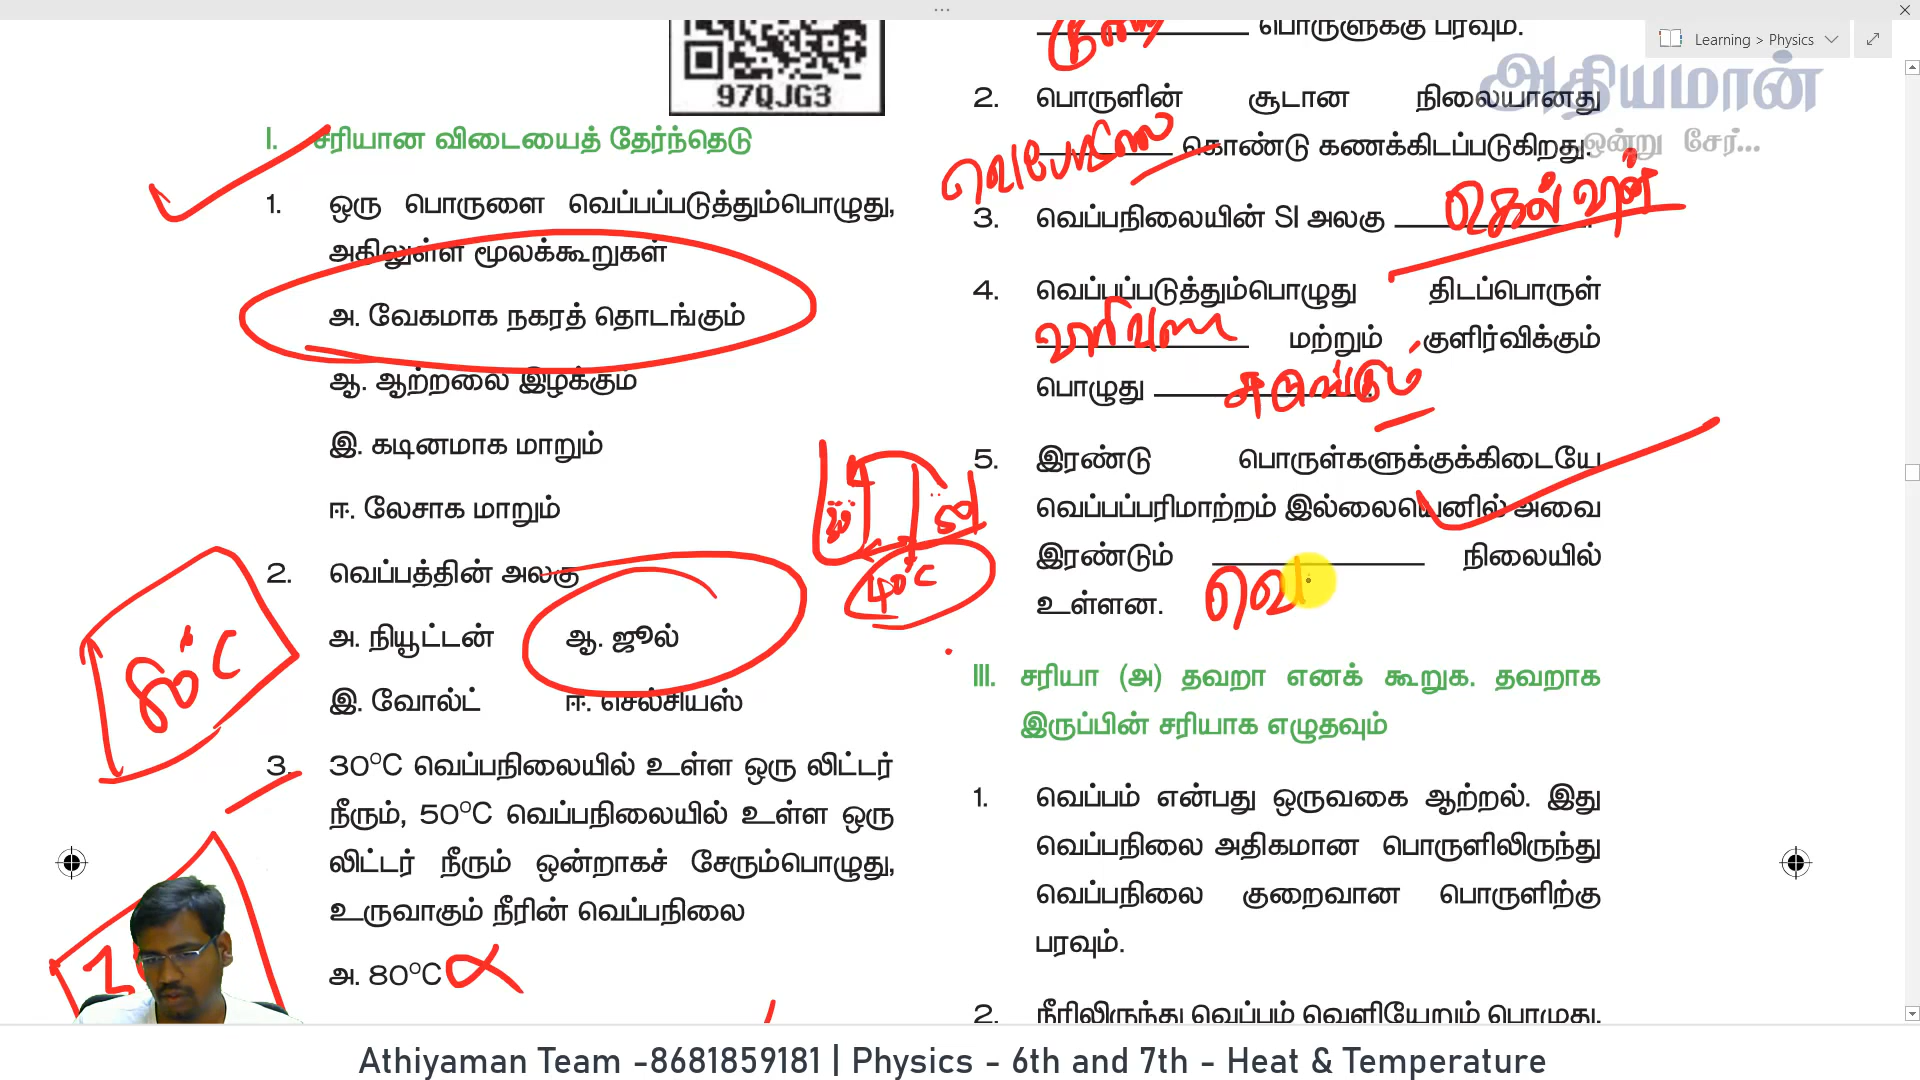 ...
Learning > Physics
அதியமான்
ஒன்று சேர்...
97QJG3
I. சரியான விடையைத் தேர்ந்தெடு
1. ஒரு பொருளை வெப்பப்படுத்தும்பொழுது,
அதிலுள்ள மூலக்கூறுகள்
அ. வேகமாக நகரத் தொடங்கும்
ஆ. ஆற்றலை இழக்கும்
இ. கடினமாக மாறும்
ஈ. லேசாக மாறும்
2. வெப்பத்தின் அலகு
அ. நியூட்டன் ஆ. ஜூல்
இ. வோல்ட் ஈ. செல்சியஸ்
80°C
3. 30°C வெப்பநிலையில் உள்ள ஒரு லிட்டர்
நீரும், 50°C வெப்பநிலையில் உள்ள ஒரு
லிட்டர் நீரும் ஒன்றாகச் சேரும்பொழுது,
உருவாகும் நீரின் வெப்பநிலை
அ. 80°C
பொருளுக்கு பரவும்.
2. பொருளின் சூடான நிலையானது
கொண்டு கணக்கிடப்படுகிறது.
3. வெப்பநிலையின் SI அலகு கெல்வின்
4. வெப்பப்படுத்தும்பொழுது திடப்பொருள்
மற்றும் குளிர்விக்கும்
பொழுது சுருங்கும்
5. இரண்டு பொருள்களுக்குக்கிடையே
வெப்பப்பரிமாற்றம் இல்லையெனில் அவை
இரண்டும் நிலையில்
உள்ளன. வெ
40°C
III. சரியா (அ) தவறா எனக் கூறுக. தவறாக
இருப்பின் சரியாக எழுதவும்
1. வெப்பம் என்பது ஒருவகை ஆற்றல். இது
வெப்பநிலை அதிகமான பொருளிலிருந்து
வெப்பநிலை குறைவான பொருளிற்கு
பரவும்.
2. நீரிலிருந்து வெப்பம் வெளியேறும் பொழுது,
Athiyaman Team -8681859181 | Physics - 6th and 7th - Heat & Temperature